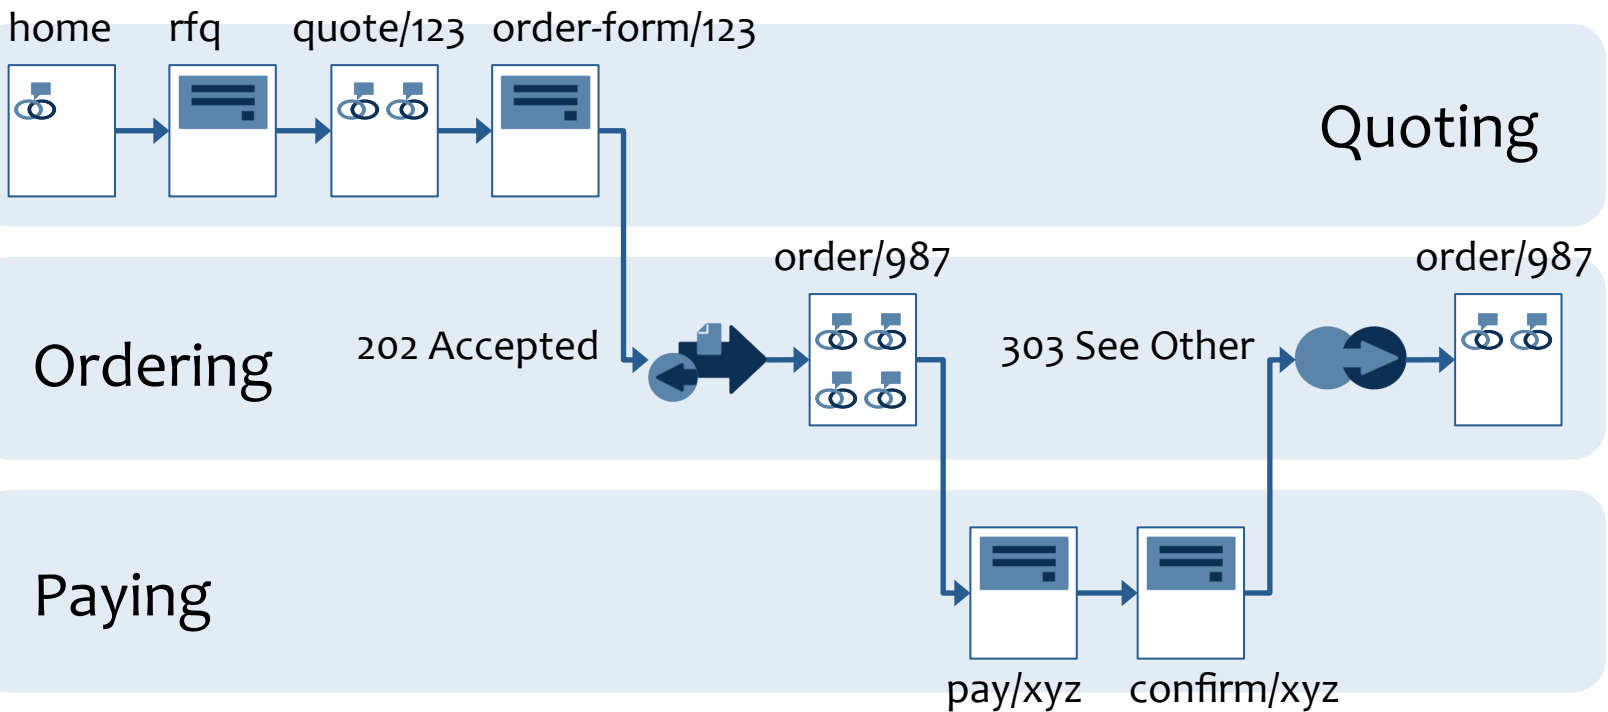 home
rfq
quote/123
order-form/123
Quoting
order/987
order/987
Ordering
202 Accepted
303 See Other
Paying
pay/xyz
confirm/xyz